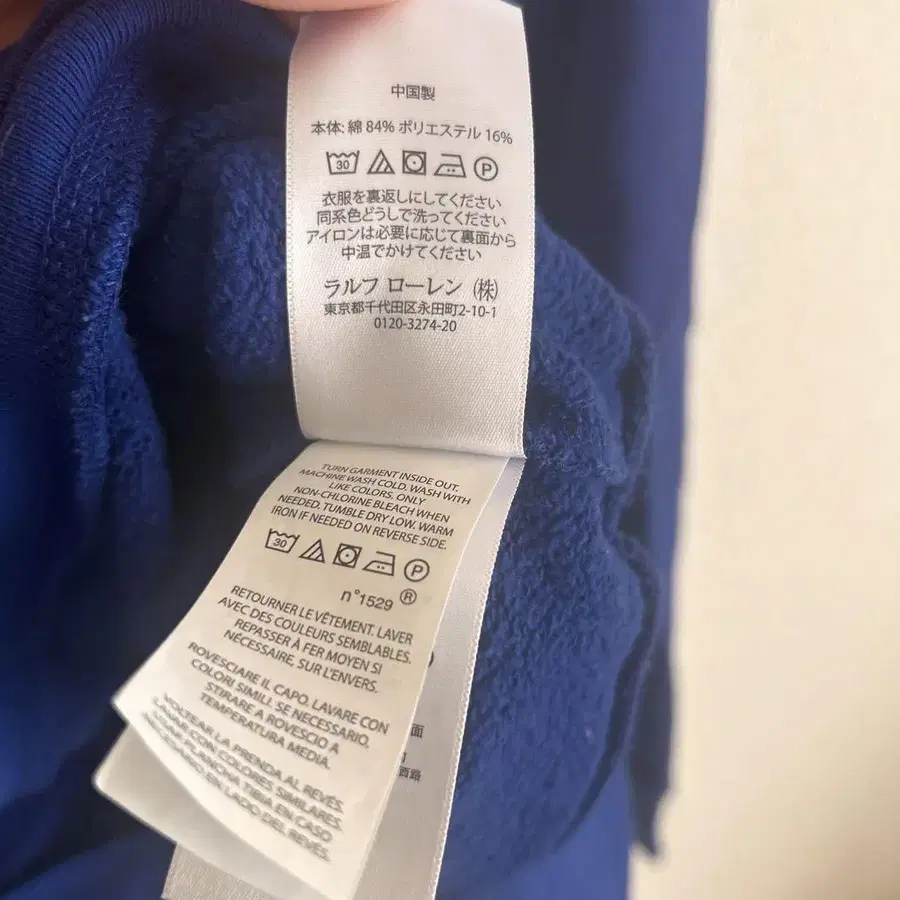 中国製
本体: 綿 84% ポリエステル 16%
30
P
衣服を裏返しにしてください
同系色どうしで洗ってください
アイロンは必要に応じて裏面から
中温でかけてください
ラルフ ローレン (株)
東京都千代田区永田町2-10-1
0120-3274-20
TURN GARMENT INSIDE OUT.
MACHINE WASH COLD. WASH WITH
LIKE COLORS. ONLY
NON-CHLORINE BLEACH WHEN
NEEDED. TUMBLE DRY LOW. WARM
IRON IF NEEDED ON REVERSE SIDE.
30
P
n°1529 ®
RETOURNER LE VÊTEMENT. LAVER
AVEC DES COULEURS SEMBLABLES.
REPASSER À FER MOYEN SI
NÉCESSAIRE, SUR L'ENVERS.
ROVESCIARE IL CAPO. LAVARE CON
COLORI SIMILI. SE NECESSARIO,
STIRARE A ROVESCIO A
TEMPERATURA MEDIA.
VOLTEAR LA PRENDA AL REVÉS.
LAVAR CON COLORES SIMILARES.
USAR PLANCHA TIBIA EN CASO
NECESARIO EN LADO DEL REVÉS.
面
西路